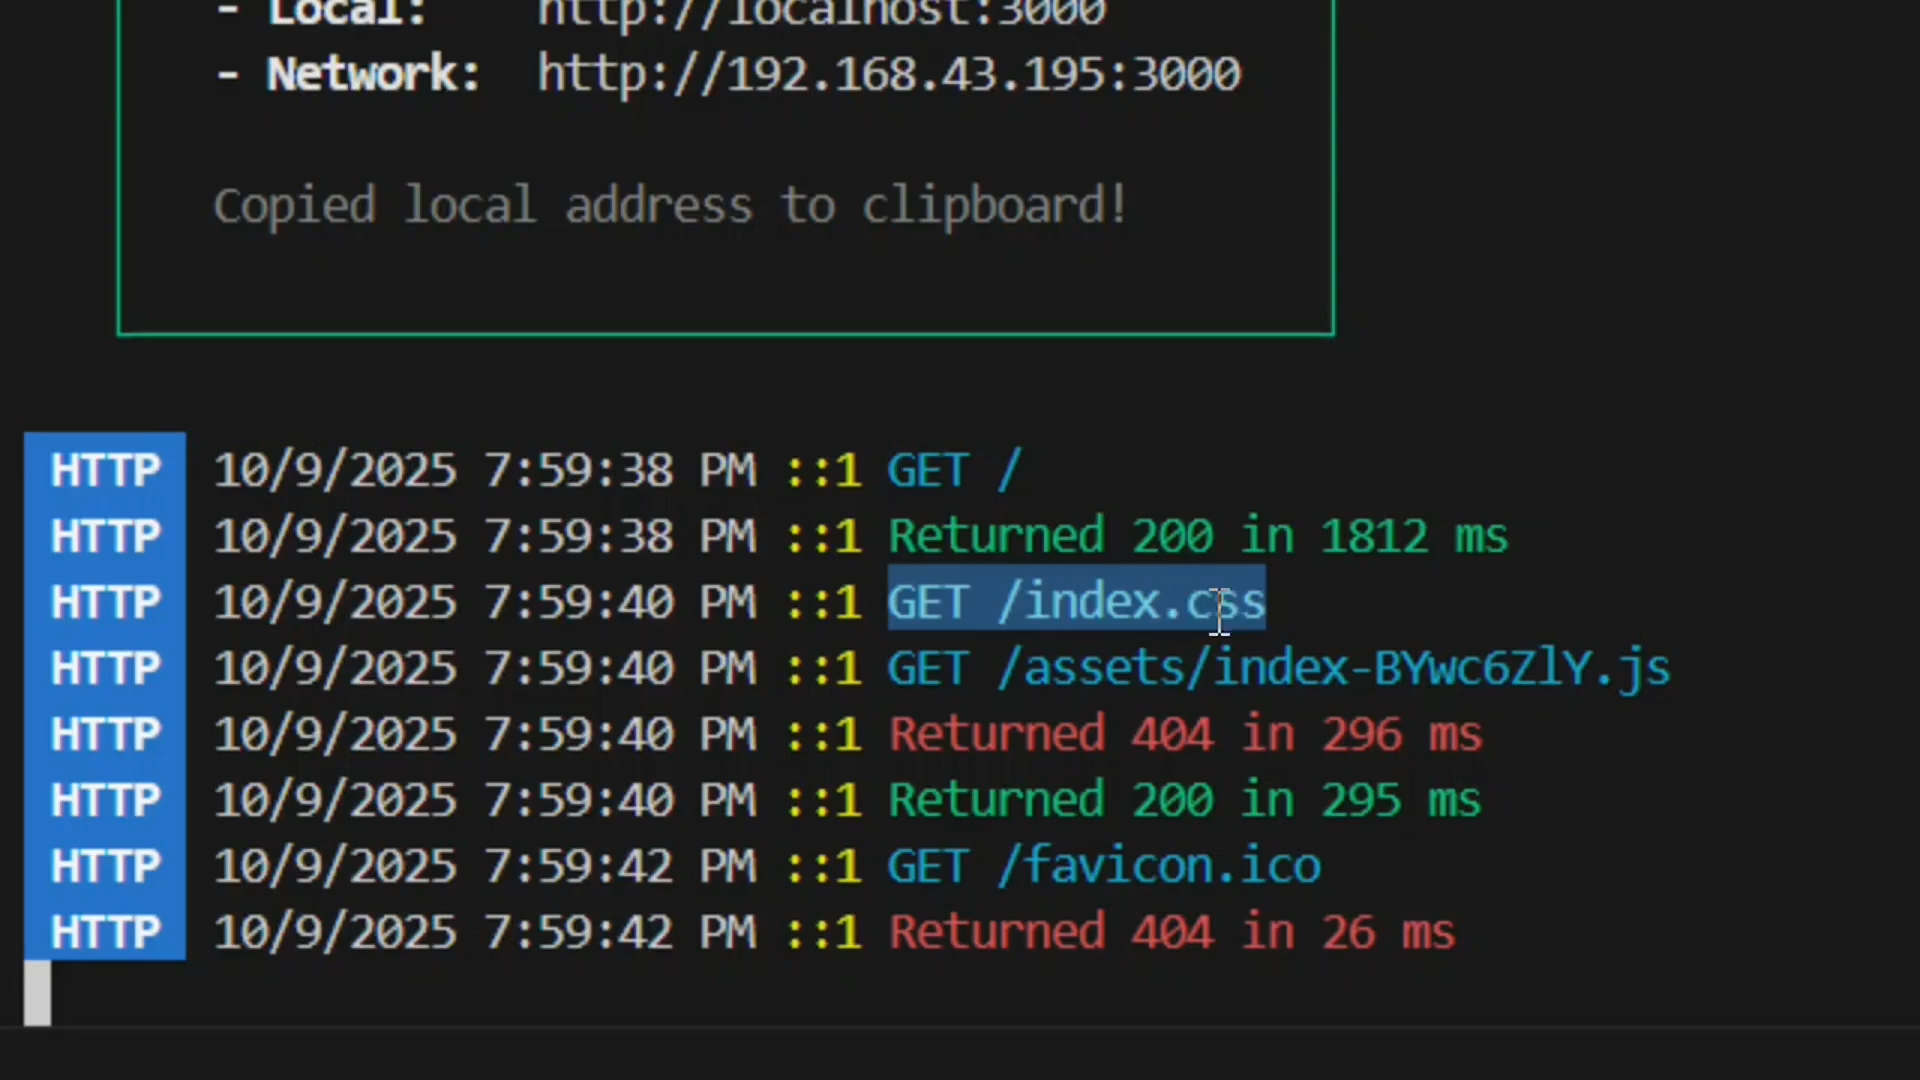 - Local: http://localhost:3000
- Network: http://192.168.43.195:3000
Copied local address to clipboard!
HTTP 10/9/2025 7:59:38 PM ::1 GET /
HTTP 10/9/2025 7:59:38 PM ::1 Returned 200 in 1812 ms
HTTP 10/9/2025 7:59:40 PM ::1 GET /index.css
HTTP 10/9/2025 7:59:40 PM ::1 GET /assets/index-BYwc6ZlY.js
HTTP 10/9/2025 7:59:40 PM ::1 Returned 404 in 296 ms
HTTP 10/9/2025 7:59:40 PM ::1 Returned 200 in 295 ms
HTTP 10/9/2025 7:59:42 PM ::1 GET /favicon.ico
HTTP 10/9/2025 7:59:42 PM ::1 Returned 404 in 26 ms